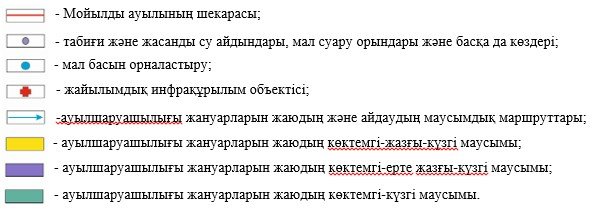 - Мойылды ауылының шекарасы;
- табиғи және жасанды су айдындары, мал суару орындары және басқа да көздері;
- мал басын орналастыру;
- жайылымдық инфрақұрылым объектісі;
-ауылшаруашылығы жануарларын жаюдың және айдаудың маусымдық маршруттары;
- ауылшаруашылығы жануарларын жаюдың көктемгі-жазғы-күзгі маусымы;
- ауылшаруашылығы жануарларын жаюдың көктемгі-ерте жазғы-күзгі маусымы;
- ауылшаруашылығы жануарларын жаюдың көктемгі-күзгі маусымы.